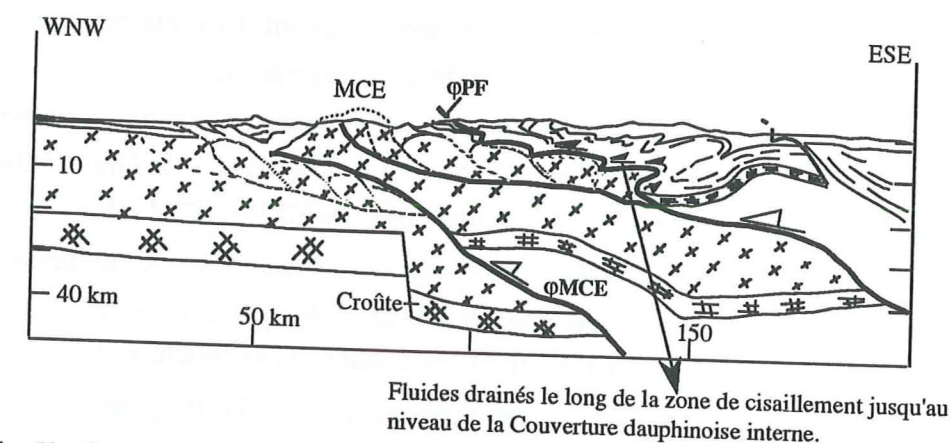 WNW
ESE
MCE
φPF
10
40 km
Croûte
50 km
φMCE
150
Fluides drainés le long de la zone de cisaillement jusqu'au
niveau de la Couverture dauphinoise interne.